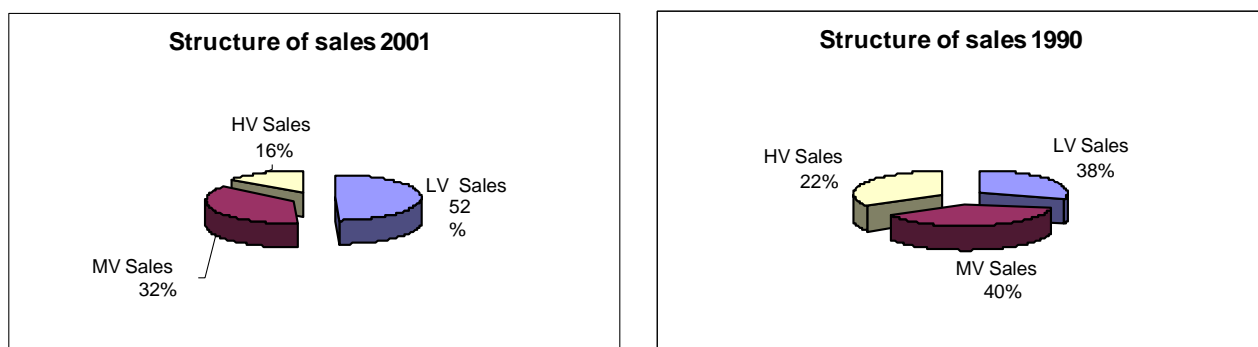 Structure of sales 2001
HV Sales
16%
LV  Sales
52
%
MV Sales
32%
Structure of sales 1990
LV Sales
38%
HV Sales
22%
MV Sales
40%